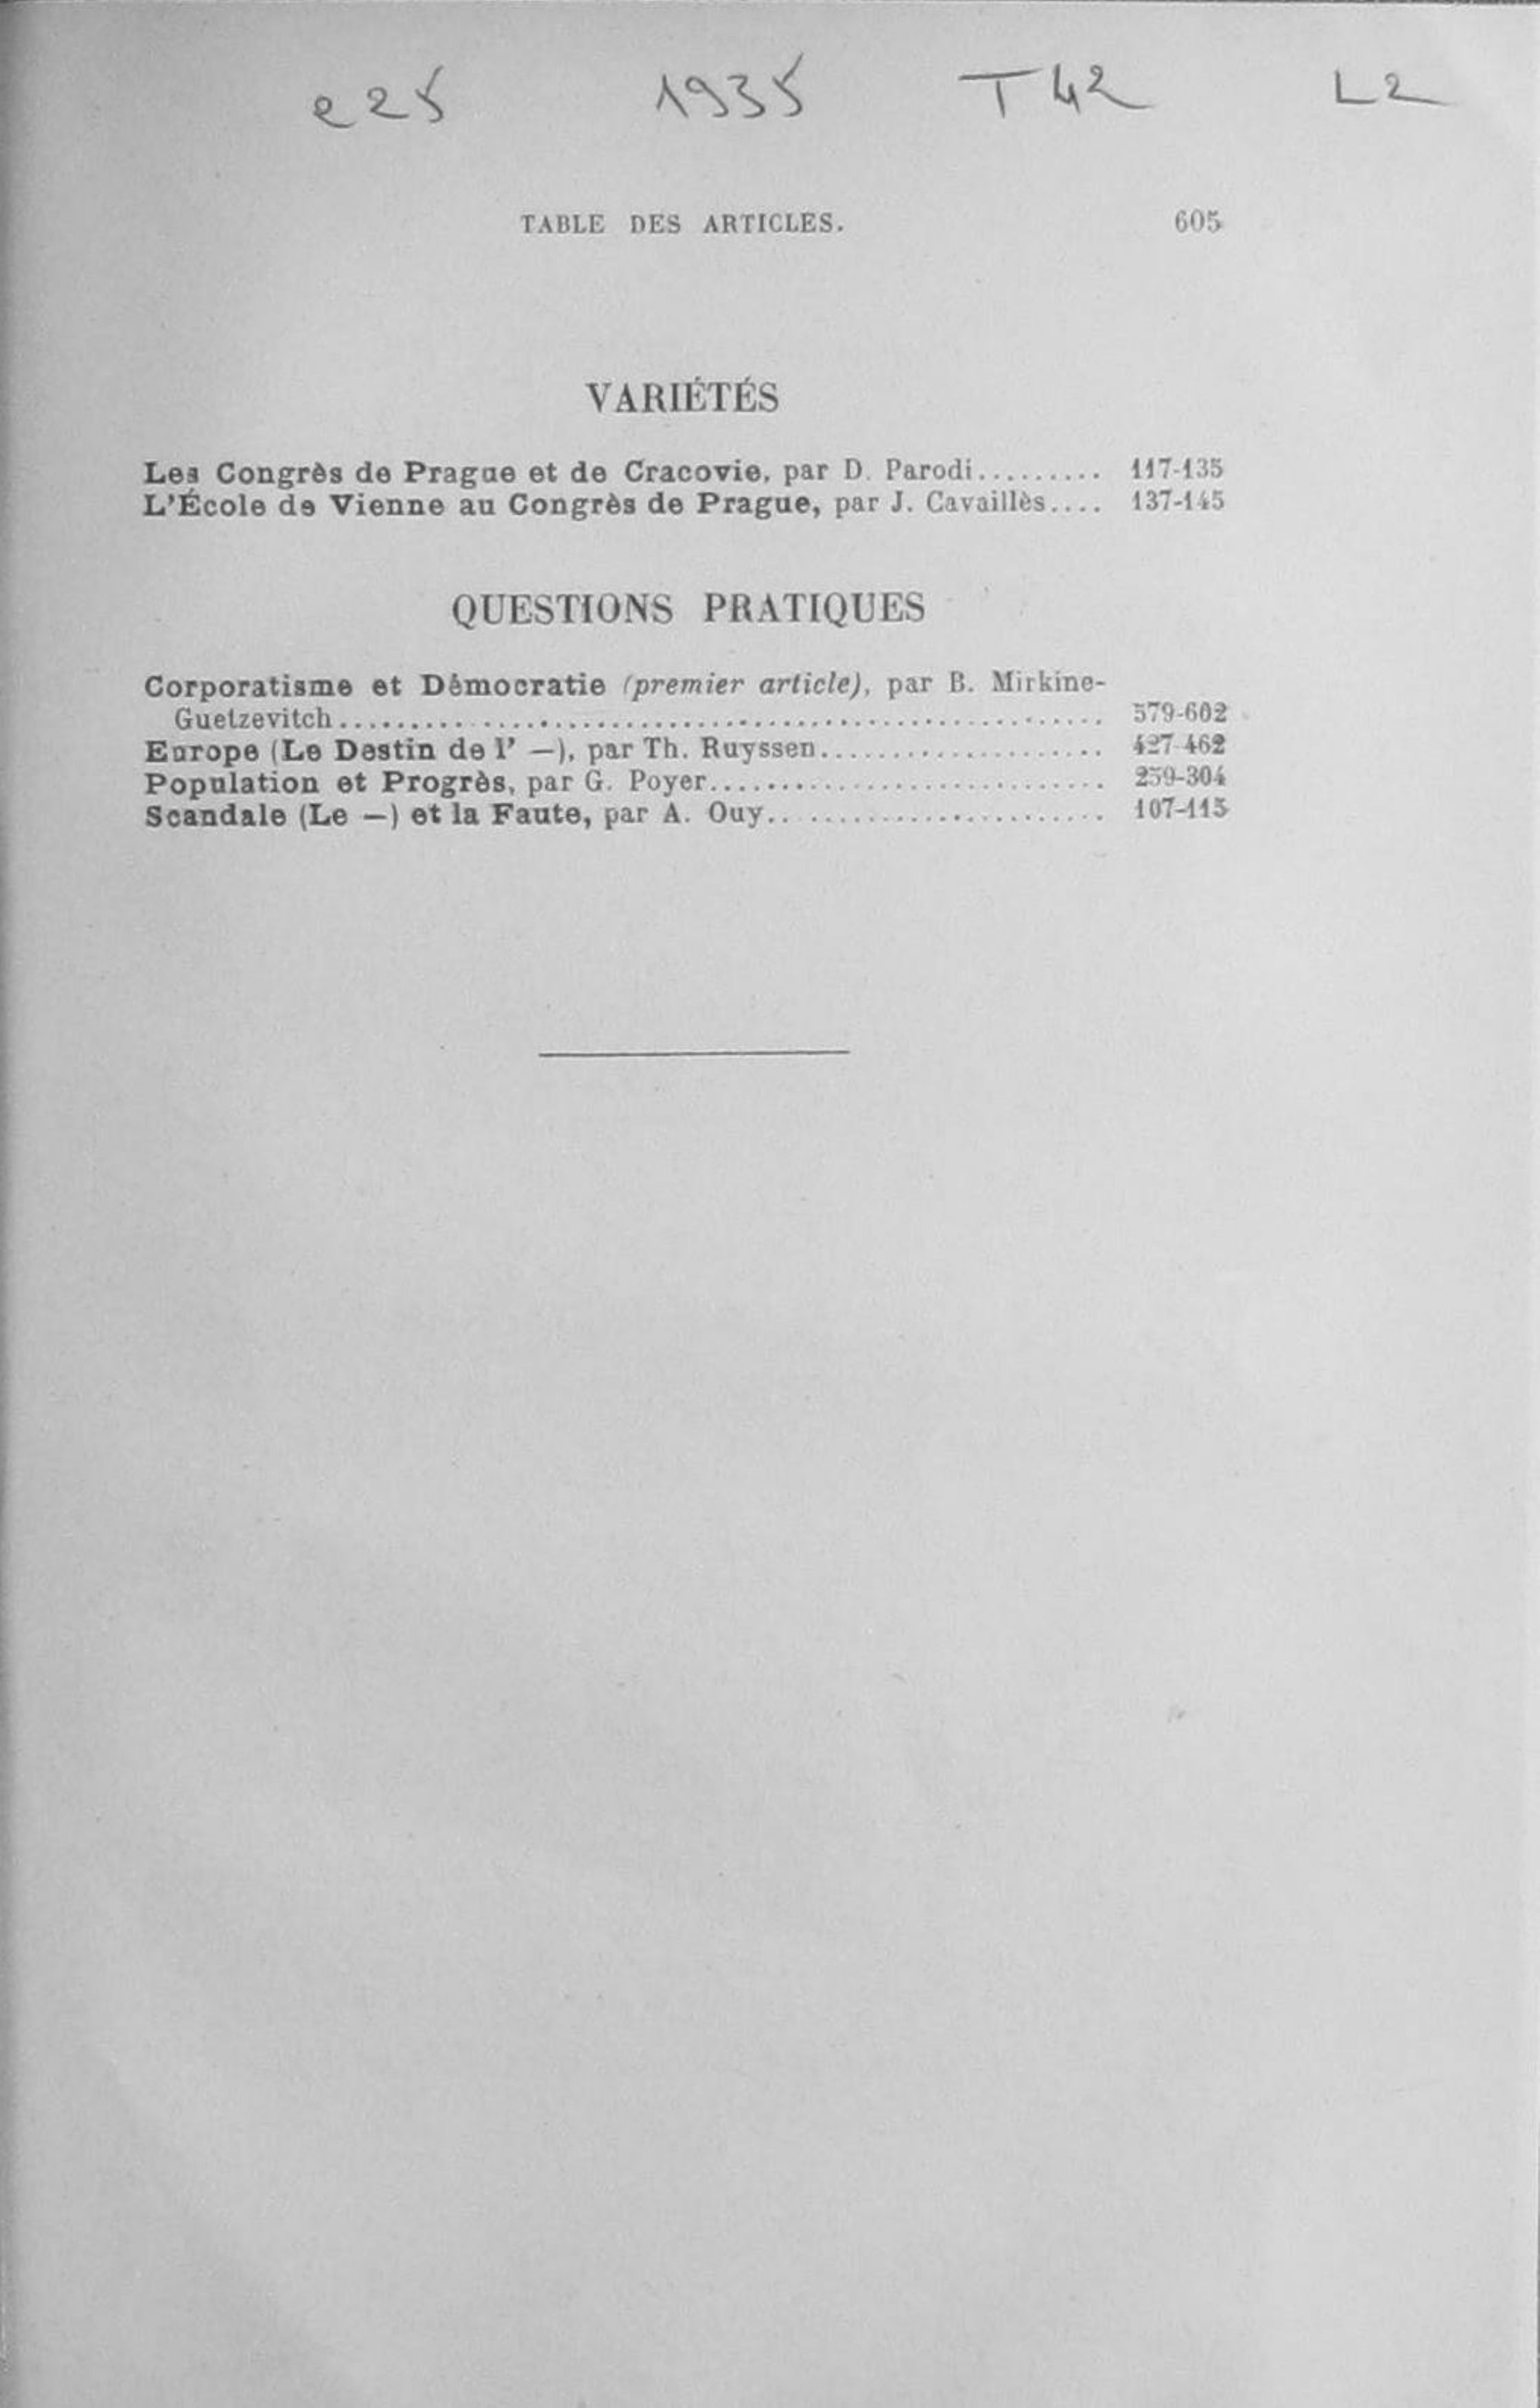 e25 1935 T42 L2
TABLE DES ARTICLES. 605
VARIÉTÉS
Les Congrès de Prague et de Cracovie, par D. Parodi.......... 117-135
L'École de Vienne au Congrès de Prague, par J. Cavaillès.... 137-145
QUESTIONS PRATIQUES
Corporatisme et Démocratie (premier article), par B. Mirkine-
Guetzevitch...................................................... 579-602
Europe (Le Destin de l' —), par Th. Ruyssen.................... 427-462
Population et Progrès, par G. Poyer............................ 259-304
Scandale (Le —) et la Faute, par A. Ouy........................ 107-115